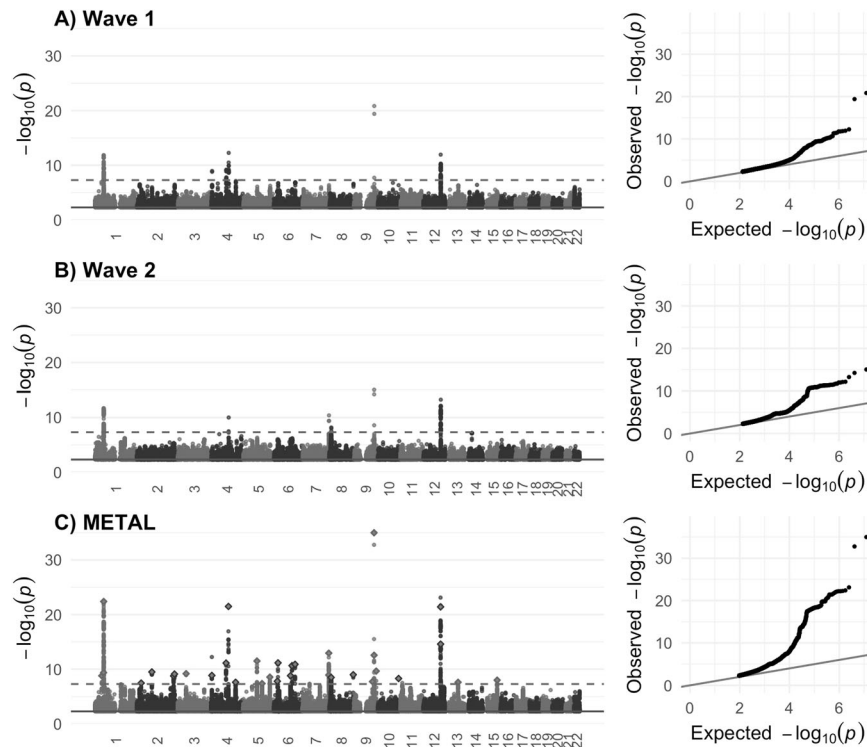 A) Wave 1
30
20
10
0
−log₁₀(p)
1 2 3 4 5 6 7 8 9 10 11 12 13 14 15 16 17 18 19 20 21 22
30
20
10
0
Observed −log₁₀(p)
0 2 4 6
Expected −log₁₀(p)
B) Wave 2
30
20
10
0
−log₁₀(p)
1 2 3 4 5 6 7 8 9 10 11 12 13 14 15 16 17 18 19 20 21 22
30
20
10
0
Observed −log₁₀(p)
0 2 4 6
Expected −log₁₀(p)
C) METAL
30
20
10
0
−log₁₀(p)
1 2 3 4 5 6 7 8 9 10 11 12 13 14 15 16 17 18 19 20 21 22
30
20
10
0
Observed −log₁₀(p)
0 2 4 6
Expected −log₁₀(p)